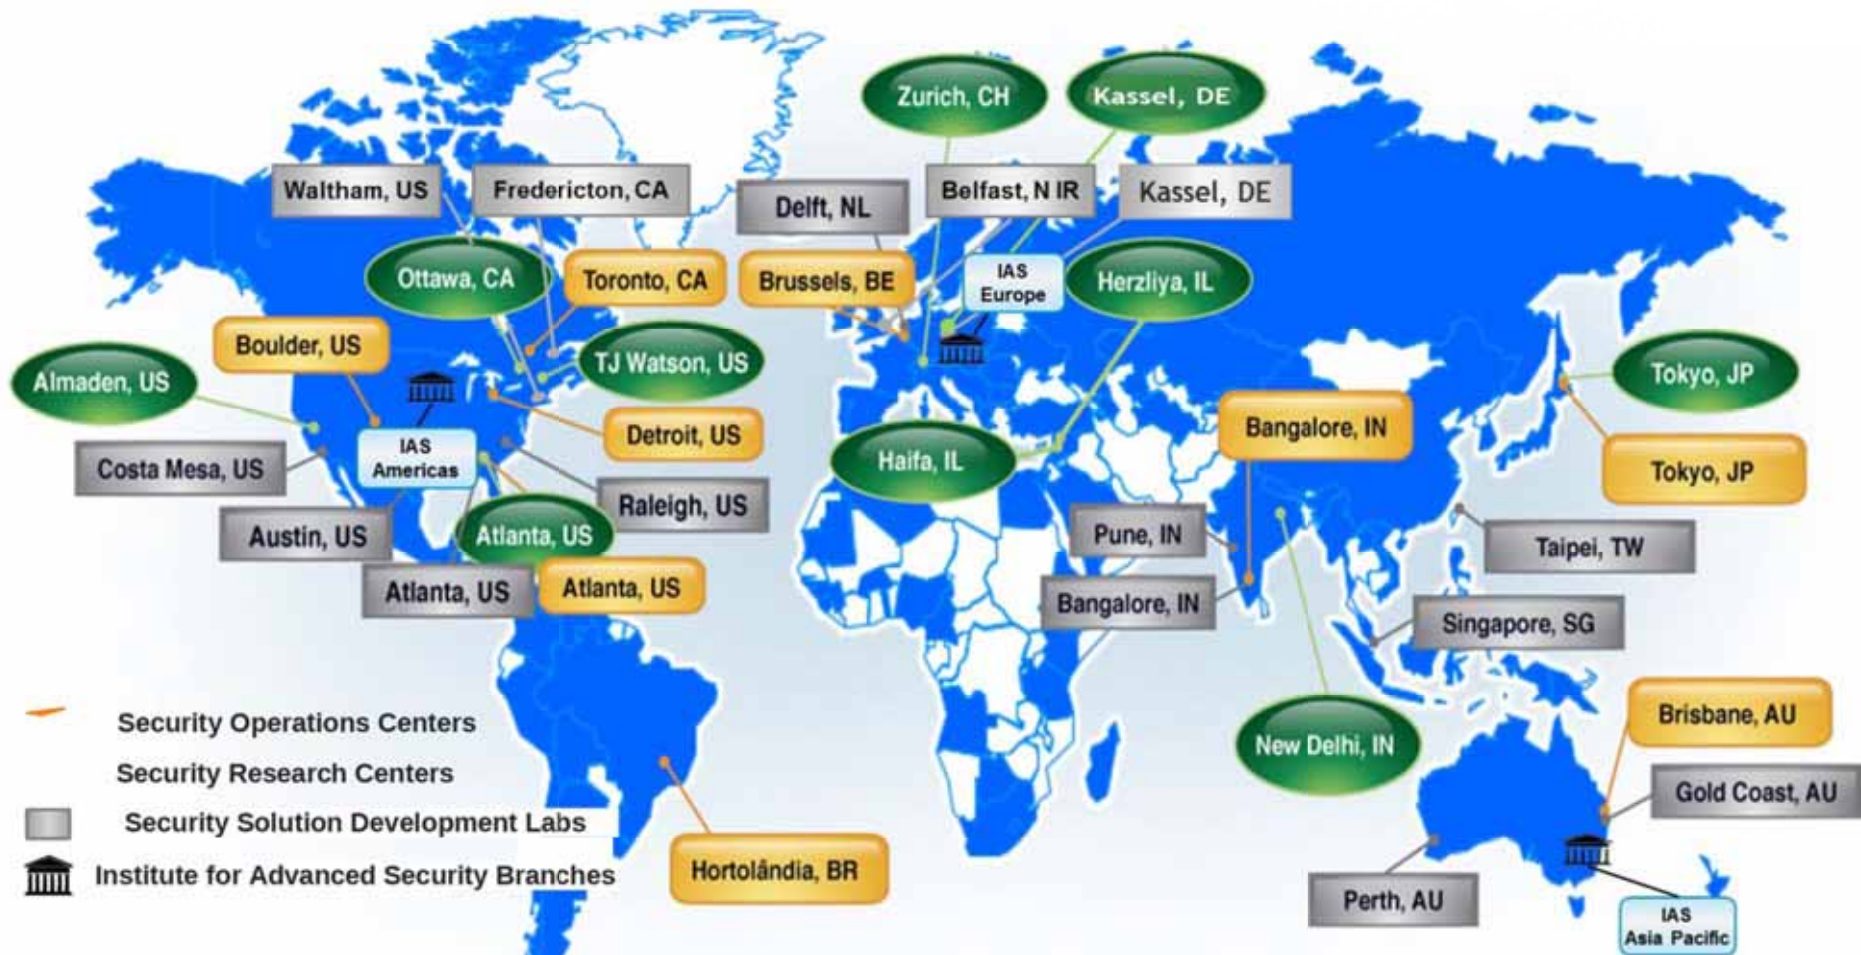 Zurich, CH
Kassel, DE
Waltham, US
Fredericton, CA
Delft, NL
Belfast, N IR
Kassel, DE
Ottawa, CA
Toronto, CA
Brussels, BE
IAS
Europe
Herzliya, IL
Boulder, US
TJ Watson, US
Almaden, US
Tokyo, JP
Detroit, US
Bangalore, IN
IAS
Americas
Costa Mesa, US
Haifa, IL
Tokyo, JP
Raleigh, US
Austin, US
Atlanta, US
Pune, IN
Taipei, TW
Atlanta, US
Atlanta, US
Bangalore, IN
Singapore, SG
Security Operations Centers
Brisbane, AU
New Delhi, IN
Security Research Centers
Gold Coast, AU
Security Solution Development Labs
Institute for Advanced Security Branches
Hortolândia, BR
Perth, AU
IAS
Asia Pacific